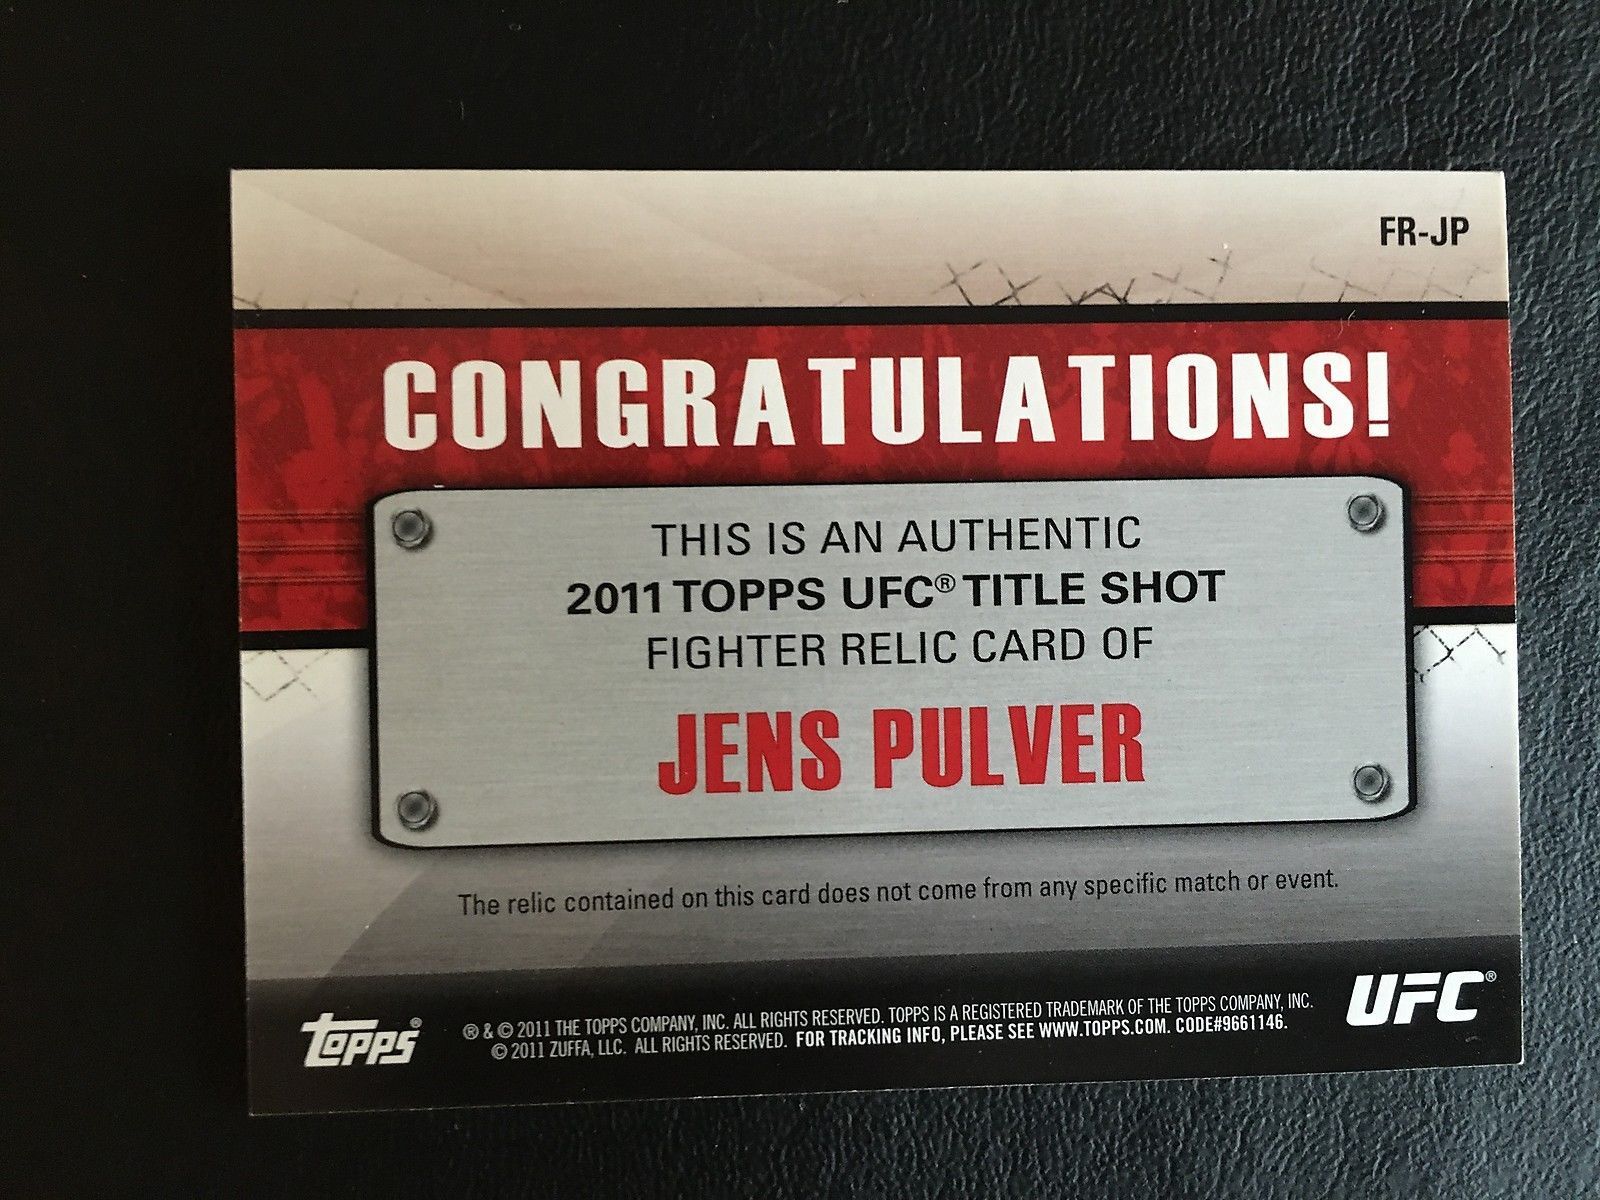 FR-JP
CONGRATULATIONS!
THIS IS AN AUTHENTIC
2011 TOPPS UFC® TITLE SHOT
FIGHTER RELIC CARD OF
JENS PULVER
The relic contained on this card does not come from any specific match or event.
topps®
® & © 2011 THE TOPPS COMPANY, INC. ALL RIGHTS RESERVED. TOPPS IS A REGISTERED TRADEMARK OF THE TOPPS COMPANY, INC.
© 2011 ZUFFA, LLC. ALL RIGHTS RESERVED. FOR TRACKING INFO, PLEASE SEE WWW.TOPPS.COM. CODE#9661146.
UFC®